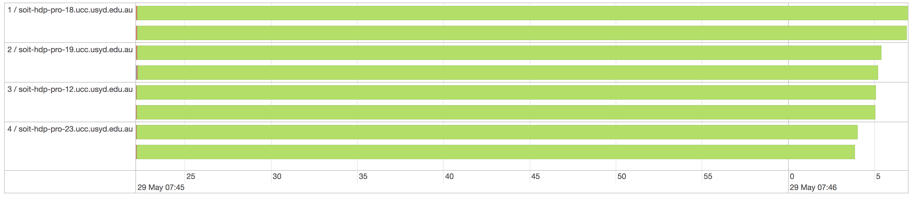 1 / soit-hdp-pro-18.ucc.usyd.edu.au
2 / soit-hdp-pro-19.ucc.usyd.edu.au
3 / soit-hdp-pro-12.ucc.usyd.edu.au
4 / soit-hdp-pro-23.ucc.usyd.edu.au
25 30 35 40 45 50 55 0 5
29 May 07:45 29 May 07:46